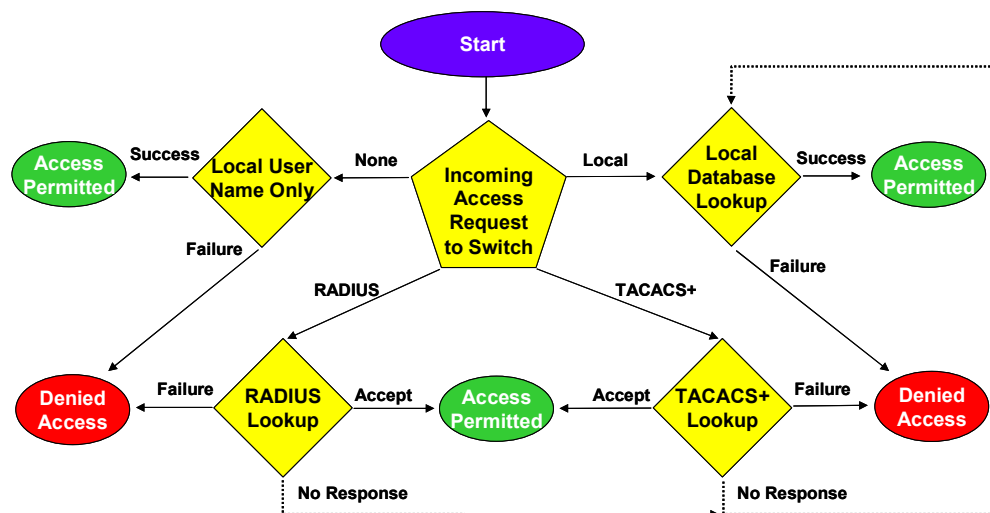 Start
Success
None
Local
Success
Access
Permitted
Local User
Name Only
Incoming
Access
Request
to Switch
Local
Database
Lookup
Access
Permitted
Failure
Failure
RADIUS
TACACS+
Denied
Access
Failure
RADIUS
Lookup
Accept
Access
Permitted
Accept
TACACS+
Lookup
Failure
Denied
Access
No Response
No Response